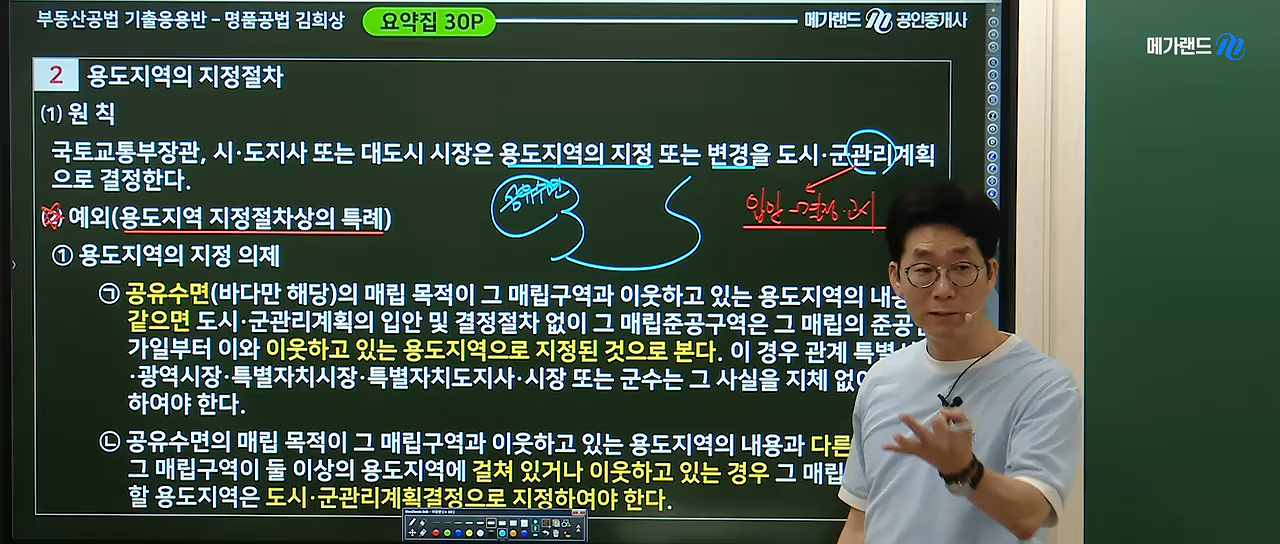 부동산공법 기출응용반 - 명품공법 김희상 요약집 30P 메가랜드 공인중개사
메가랜드
2 용도지역의 지정절차
(1) 원 칙
국토교통부장관, 시·도지사 또는 대도시 시장은 용도지역의 지정 또는 변경을 도시·군관리계획
으로 결정한다.
공유수면
입안→결정·고시
(2) 예외(용도지역 지정절차상의 특례)
① 용도지역의 지정 의제
㉠ 공유수면(바다만 해당)의 매립 목적이 그 매립구역과 이웃하고 있는 용도지역의
같으면 도시·군관리계획의 입안 및 결정절차 없이 그 매립준공구역은 그 매립의
가일부터 이와 이웃하고 있는 용도지역으로 지정된 것으로 본다. 이 경우 관계
·광역시장·특별자치시장·특별자치도지사·시장 또는 군수는 그 사실을 지체
하여야 한다.
㉡ 공유수면의 매립 목적이 그 매립구역과 이웃하고 있는 용도지역의 내용과 다른
그 매립구역이 둘 이상의 용도지역에 걸쳐 있거나 이웃하고 있는 경우 그
할 용도지역은 도시·군관리계획결정으로 지정하여야 한다.